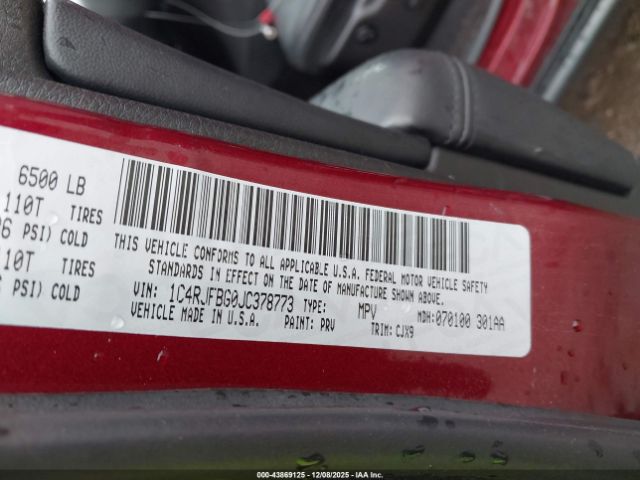 6500 LB
110T TIRES
6 PSI) COLD
10T TIRES
PSI) COLD
THIS VEHICLE CONFORMS TO ALL APPLICABLE U.S.A. FEDERAL MOTOR VEHICLE SAFETY
STANDARDS IN EFFECT ON THE DATE OF MANUFACTURE SHOWN ABOVE.
VIN: 1C4RJFBG0JC378773 TYPE: MPV MDH:070100 301AA
VEHICLE MADE IN U.S.A. PAINT: PRV TRIM: CJX9
000-43869125 - 12/08/2025 - IAA Inc.